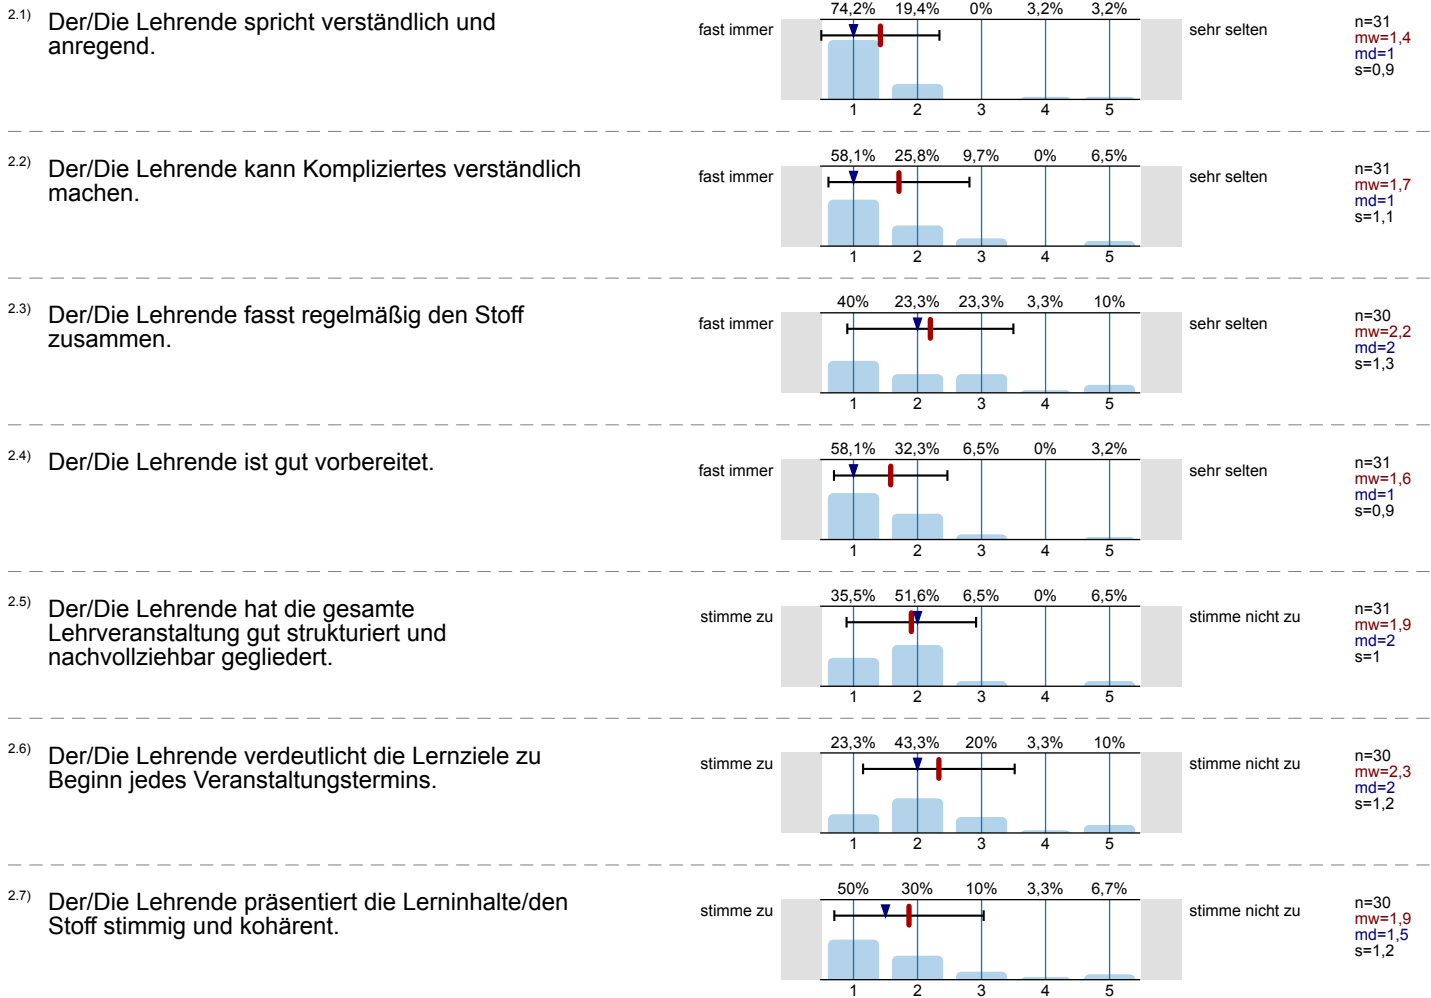 2.1) Der/Die Lehrende spricht verständlich und
anregend.
fast immer
74,2% 19,4% 0% 3,2% 3,2%
1 2 3 4 5
sehr selten
n=31
mw=1,4
md=1
s=0,9
2.2) Der/Die Lehrende kann Kompliziertes verständlich
machen.
fast immer
58,1% 25,8% 9,7% 0% 6,5%
1 2 3 4 5
sehr selten
n=31
mw=1,7
md=1
s=1,1
2.3) Der/Die Lehrende fasst regelmäßig den Stoff
zusammen.
fast immer
40% 23,3% 23,3% 3,3% 10%
1 2 3 4 5
sehr selten
n=30
mw=2,2
md=2
s=1,3
2.4) Der/Die Lehrende ist gut vorbereitet.
fast immer
58,1% 32,3% 6,5% 0% 3,2%
1 2 3 4 5
sehr selten
n=31
mw=1,6
md=1
s=0,9
2.5) Der/Die Lehrende hat die gesamte
Lehrveranstaltung gut strukturiert und
nachvollziehbar gegliedert.
stimme zu
35,5% 51,6% 6,5% 0% 6,5%
1 2 3 4 5
stimme nicht zu
n=31
mw=1,9
md=2
s=1
2.6) Der/Die Lehrende verdeutlicht die Lernziele zu
Beginn jedes Veranstaltungstermins.
stimme zu
23,3% 43,3% 20% 3,3% 10%
1 2 3 4 5
stimme nicht zu
n=30
mw=2,3
md=2
s=1,2
2.7) Der/Die Lehrende präsentiert die Lerninhalte/den
Stoff stimmig und kohärent.
stimme zu
50% 30% 10% 3,3% 6,7%
1 2 3 4 5
stimme nicht zu
n=30
mw=1,9
md=1,5
s=1,2